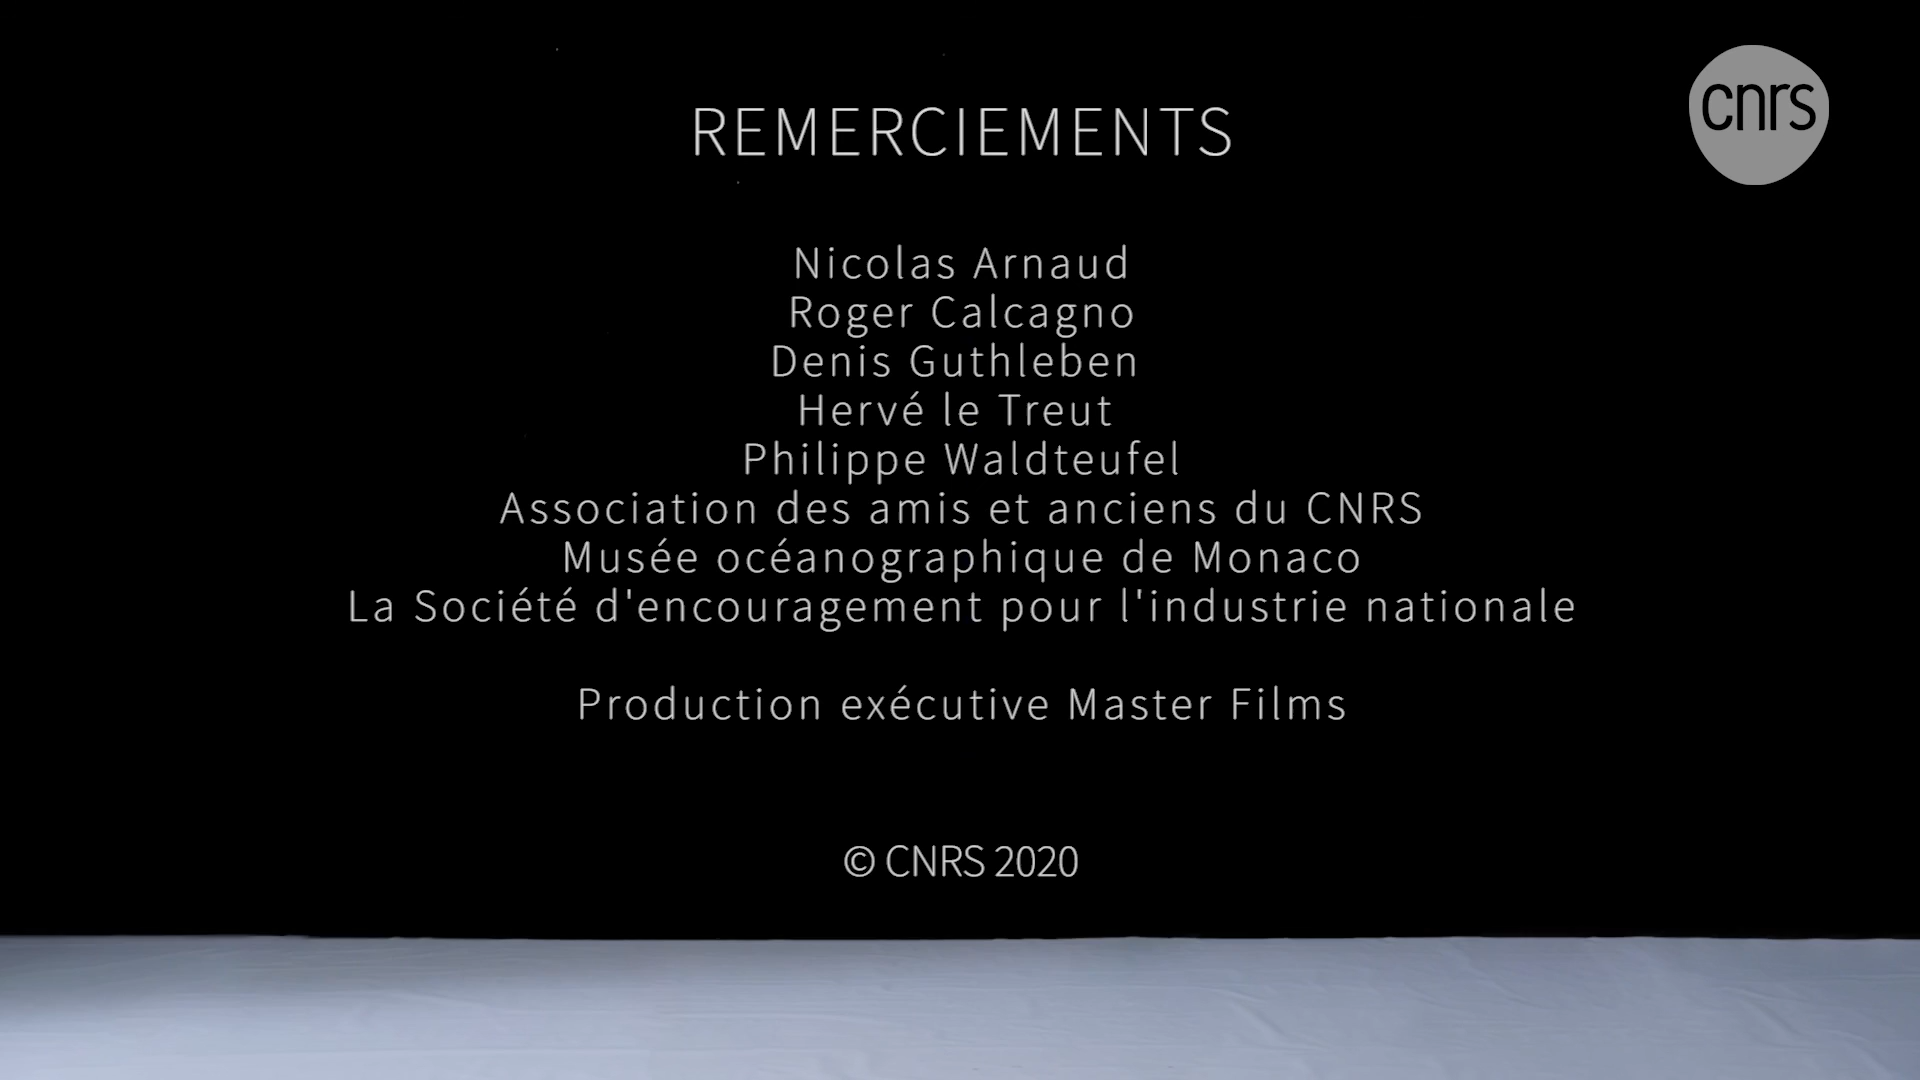 cnrs
REMERCIEMENTS
Nicolas Arnaud
Roger Calcagno
Denis Guthleben
Hervé le Treut
Philippe Waldteufel
Association des amis et anciens du CNRS
Musée océanographique de Monaco
La Société d'encouragement pour l'industrie nationale
Production exécutive Master Films
© CNRS 2020